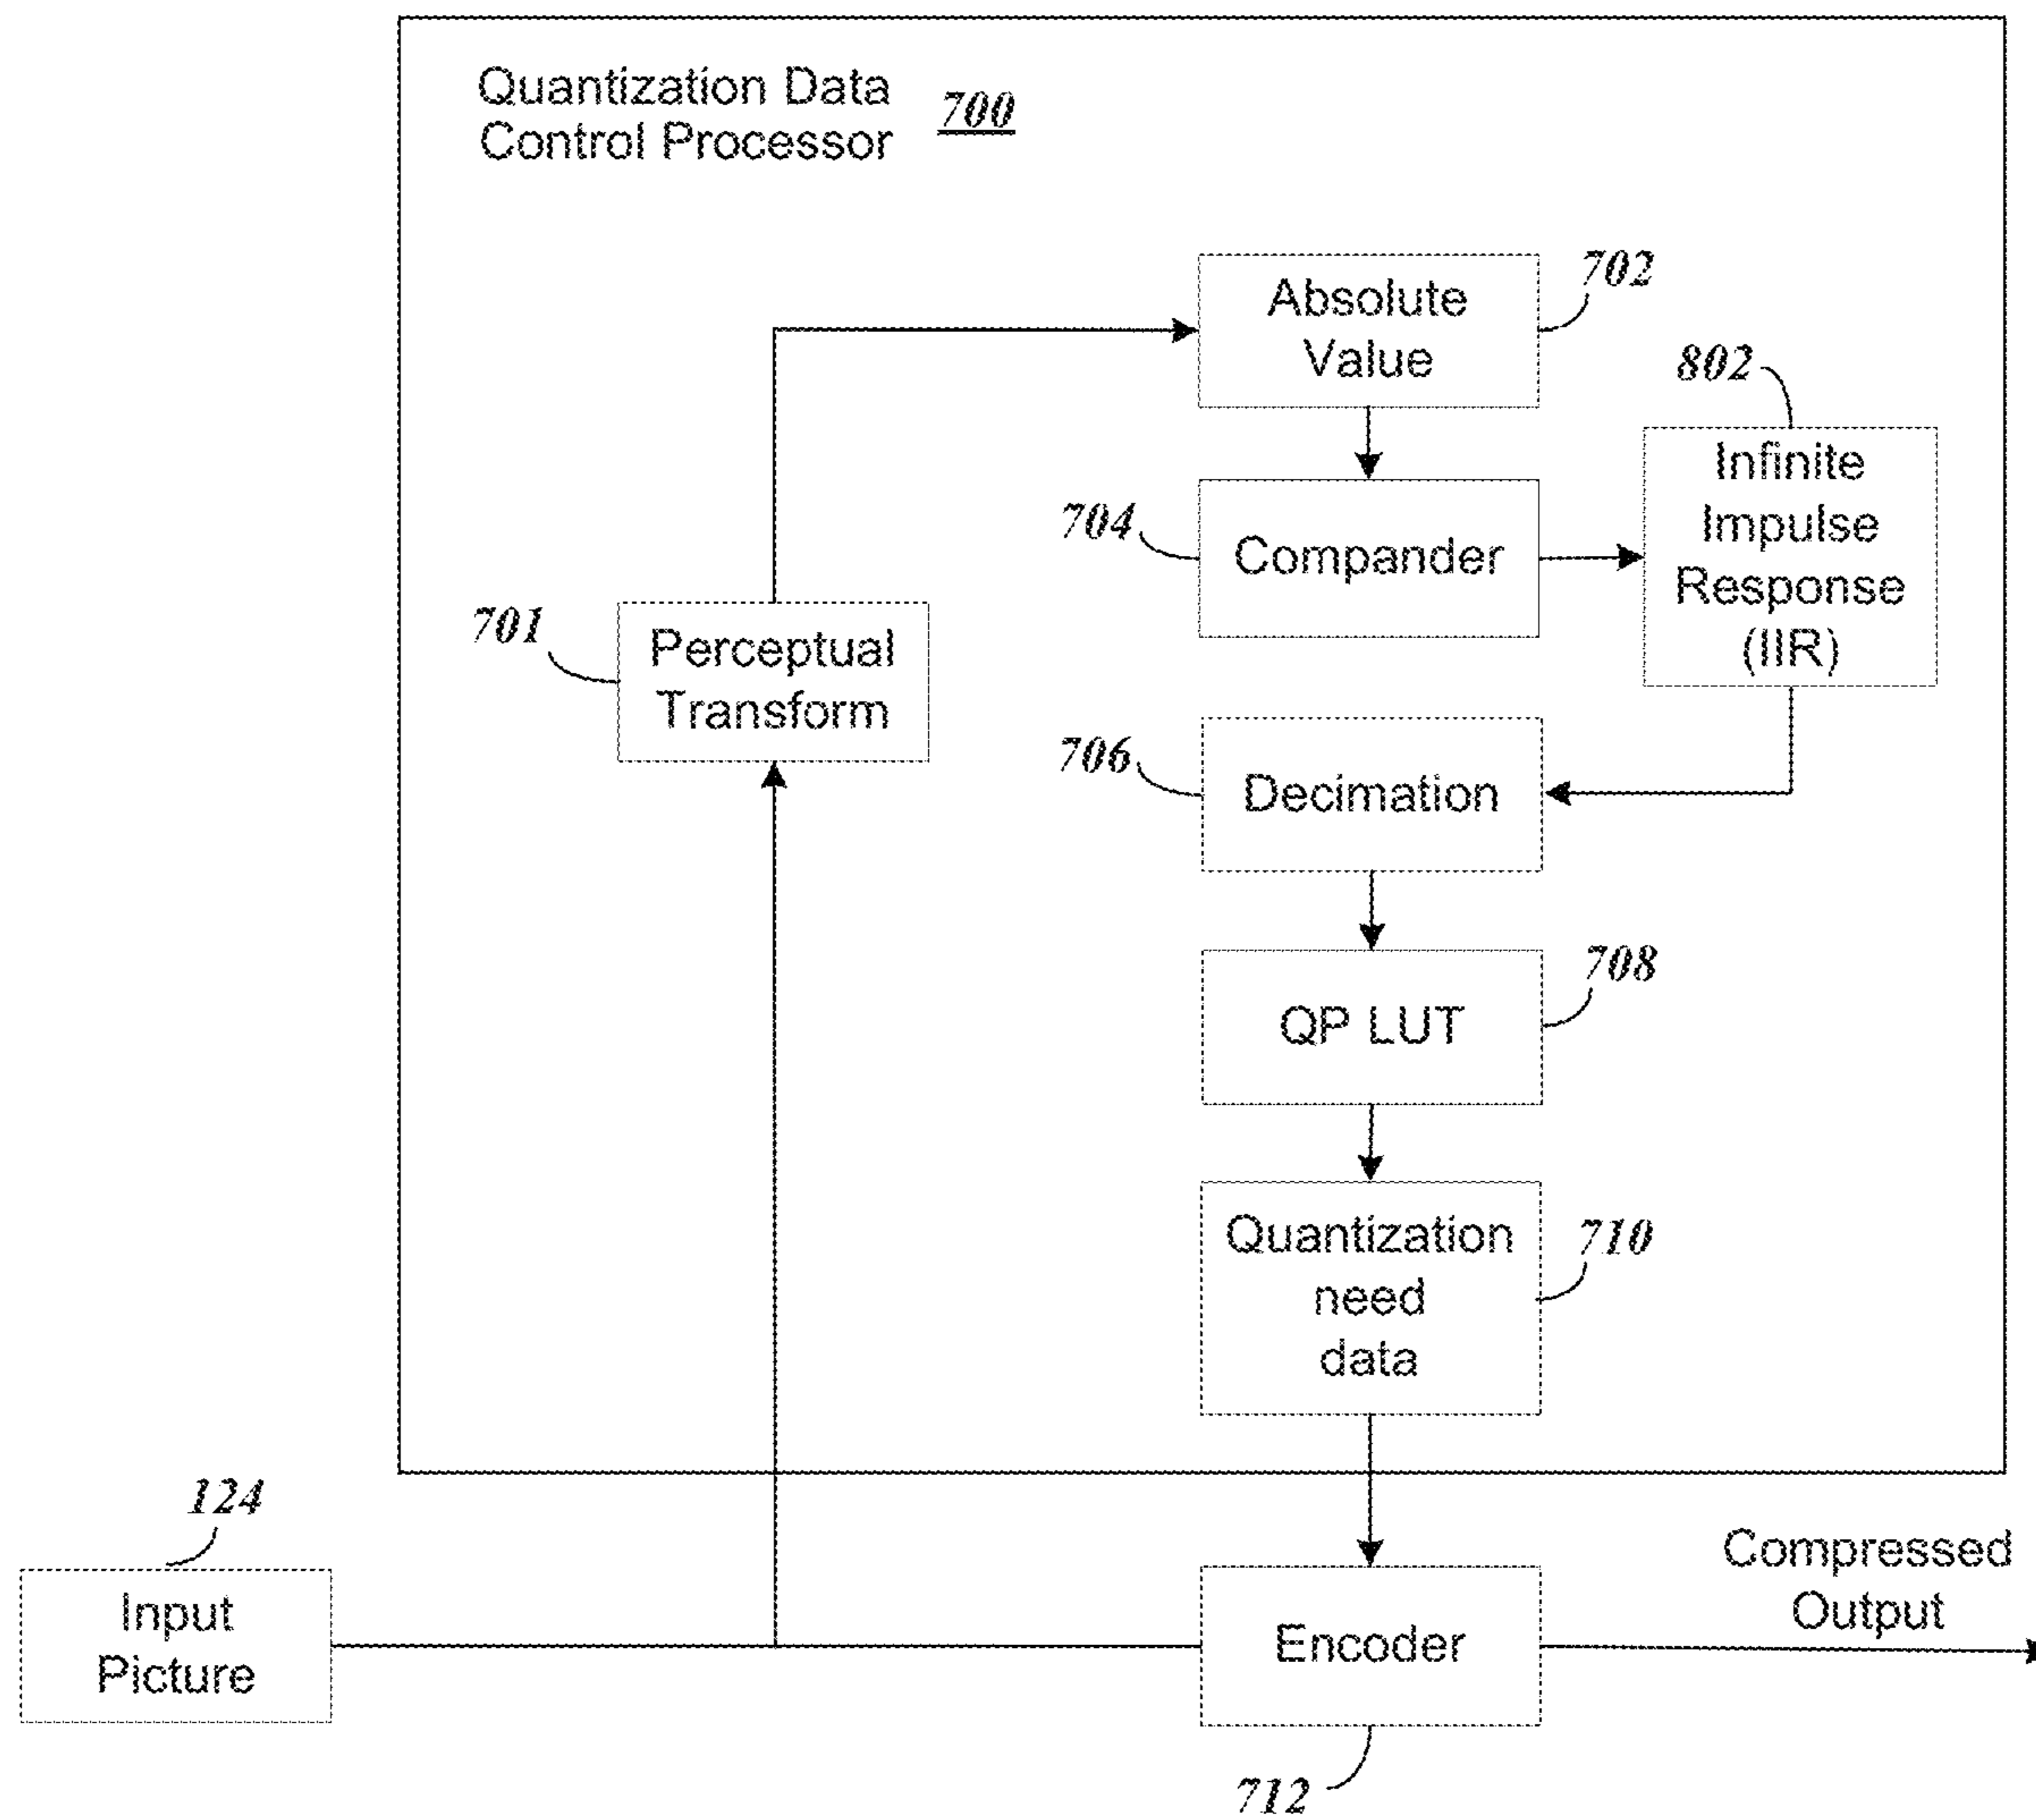 Quantization Data
Control Processor
700
Absolute
Value
702
802
Infinite
Impulse
Response
(IIR)
704
Compander
701
Perceptual
Transform
706
Decimation
QP LUT
708
Quantization
need
data
710
124
Input
Picture
Encoder
Compressed
Output
712